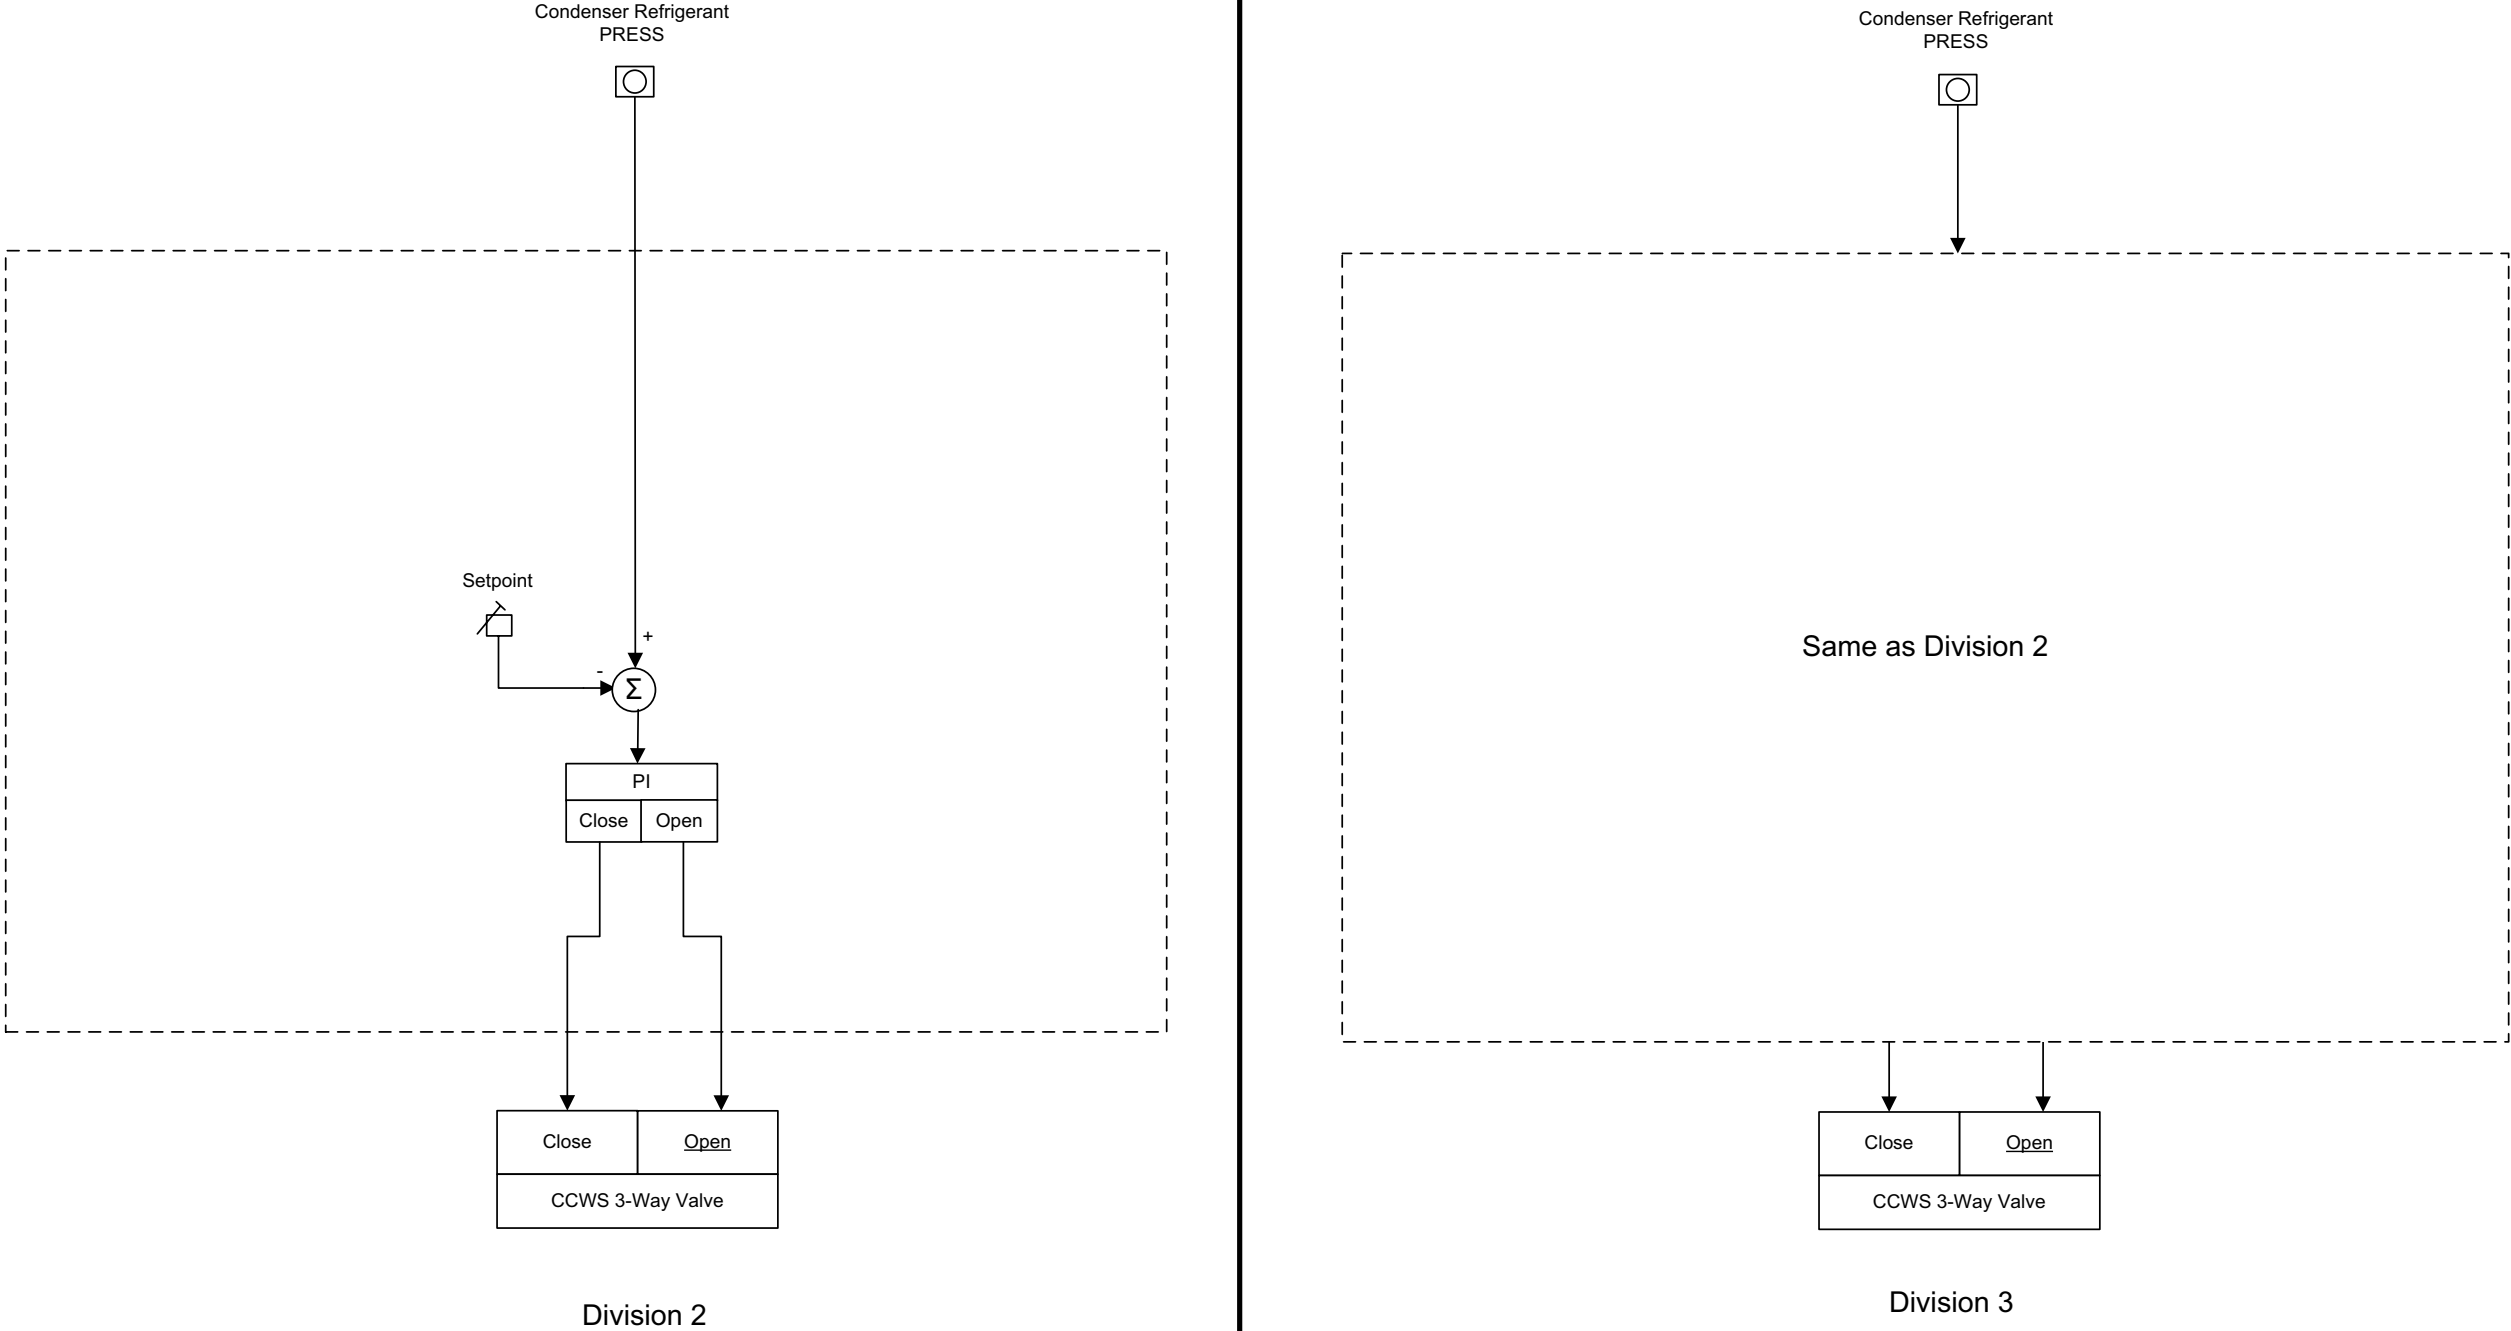 Condenser Refrigerant
PRESS
Setpoint
+
-
Σ
PI
Close
Open
Close
Open
CCWS 3-Way Valve
Division 2
Condenser Refrigerant
PRESS
Same as Division 2
Close
Open
CCWS 3-Way Valve
Division 3